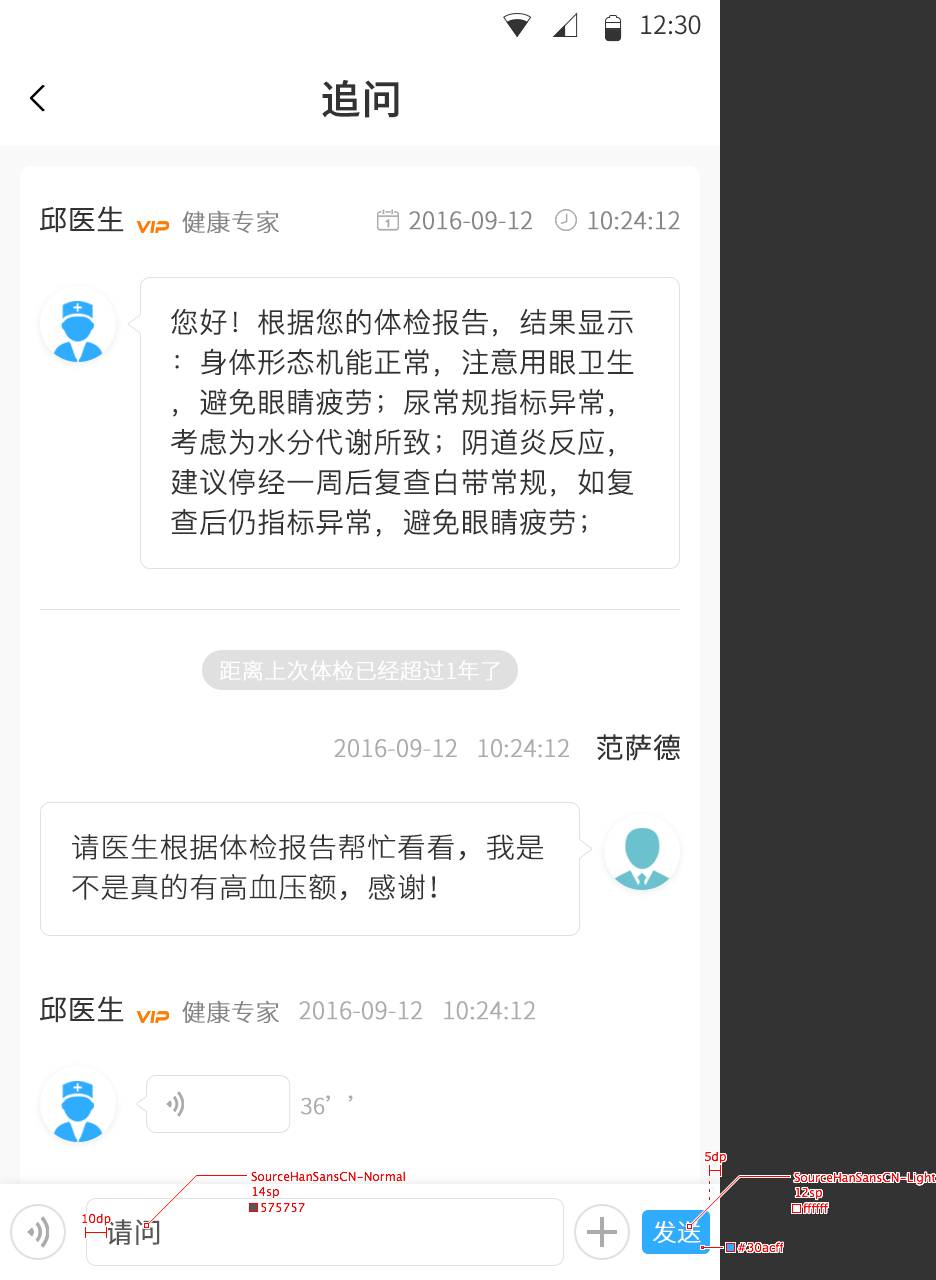 12:30
追问
邱医生 VIP 健康专家 1 2016-09-12 10:24:12
您好！根据您的体检报告，结果显示
：身体形态机能正常，注意用眼卫生
，避免眼睛疲劳；尿常规指标异常，
考虑为水分代谢所致；阴道炎反应，
建议停经一周后复查白带常规，如复
查后仍指标异常，避免眼睛疲劳；
距离上次体检已经超过1年了
2016-09-12 10:24:12 范萨德
请医生根据体检报告帮忙看看，我是
不是真的有高血压额，感谢！
邱医生 VIP 健康专家 2016-09-12 10:24:12
36’’
5dp
SourceHanSansCN-Normal
14sp
575757
SourceHanSansCN-Light
12sp
ffffff
10dp
请问
发送
#30acff